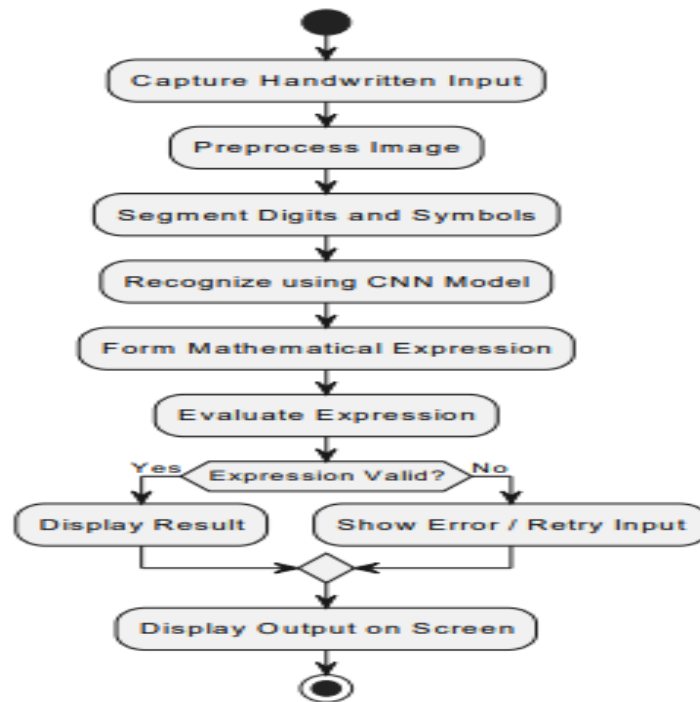 Capture Handwritten Input
Preprocess Image
Segment Digits and Symbols
Recognize using CNN Model
Form Mathematical Expression
Evaluate Expression
Yes
Expression Valid?
No
Display Result
Show Error / Retry Input
Display Output on Screen